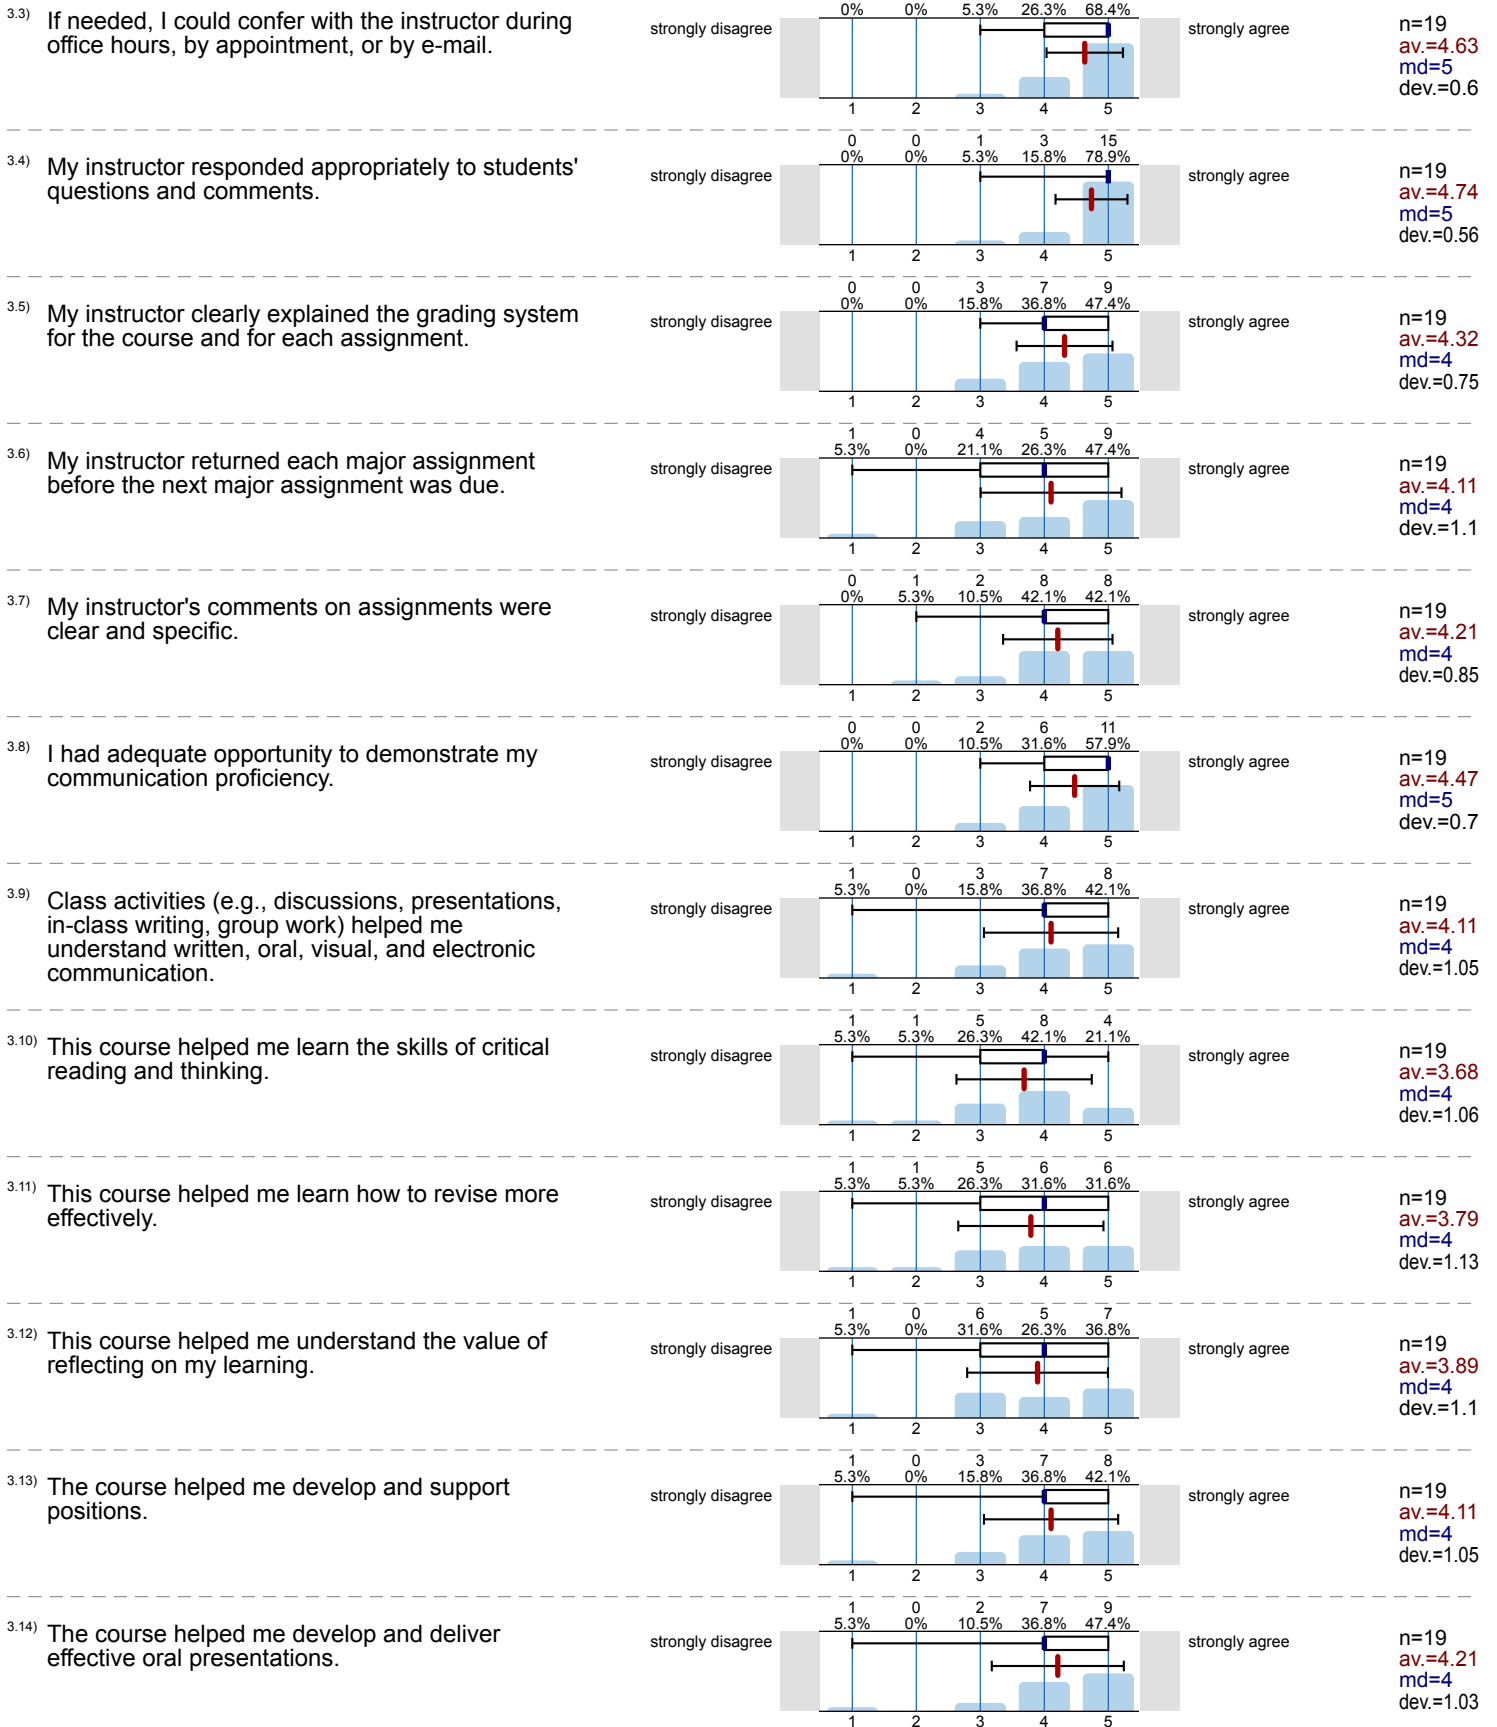 0% 0% 5.3% 26.3% 68.4%
3.3) If needed, I could confer with the instructor during
office hours, by appointment, or by e-mail.
strongly disagree strongly agree
n=19
av.=4.63
md=5
dev.=0.6
1 2 3 4 5
0 0 1 3 15
0% 0% 5.3% 15.8% 78.9%
3.4) My instructor responded appropriately to students'
questions and comments.
strongly disagree strongly agree
n=19
av.=4.74
md=5
dev.=0.56
1 2 3 4 5
0 0 3 7 9
0% 0% 15.8% 36.8% 47.4%
3.5) My instructor clearly explained the grading system
for the course and for each assignment.
strongly disagree strongly agree
n=19
av.=4.32
md=4
dev.=0.75
1 2 3 4 5
1 0 4 5 9
5.3% 0% 21.1% 26.3% 47.4%
3.6) My instructor returned each major assignment
before the next major assignment was due.
strongly disagree strongly agree
n=19
av.=4.11
md=4
dev.=1.1
1 2 3 4 5
0 1 2 8 8
0% 5.3% 10.5% 42.1% 42.1%
3.7) My instructor's comments on assignments were
clear and specific.
strongly disagree strongly agree
n=19
av.=4.21
md=4
dev.=0.85
1 2 3 4 5
0 0 2 6 11
0% 0% 10.5% 31.6% 57.9%
3.8) I had adequate opportunity to demonstrate my
communication proficiency.
strongly disagree strongly agree
n=19
av.=4.47
md=5
dev.=0.7
1 2 3 4 5
1 0 3 7 8
5.3% 0% 15.8% 36.8% 42.1%
3.9) Class activities (e.g., discussions, presentations,
in-class writing, group work) helped me
understand written, oral, visual, and electronic
communication.
strongly disagree strongly agree
n=19
av.=4.11
md=4
dev.=1.05
1 2 3 4 5
1 1 5 8 4
5.3% 5.3% 26.3% 42.1% 21.1%
3.10) This course helped me learn the skills of critical
reading and thinking.
strongly disagree strongly agree
n=19
av.=3.68
md=4
dev.=1.06
1 2 3 4 5
1 1 5 6 6
5.3% 5.3% 26.3% 31.6% 31.6%
3.11) This course helped me learn how to revise more
effectively.
strongly disagree strongly agree
n=19
av.=3.79
md=4
dev.=1.13
1 2 3 4 5
1 0 6 5 7
5.3% 0% 31.6% 26.3% 36.8%
3.12) This course helped me understand the value of
reflecting on my learning.
strongly disagree strongly agree
n=19
av.=3.89
md=4
dev.=1.1
1 2 3 4 5
1 0 3 7 8
5.3% 0% 15.8% 36.8% 42.1%
3.13) The course helped me develop and support
positions.
strongly disagree strongly agree
n=19
av.=4.11
md=4
dev.=1.05
1 2 3 4 5
1 0 2 7 9
5.3% 0% 10.5% 36.8% 47.4%
3.14) The course helped me develop and deliver
effective oral presentations.
strongly disagree strongly agree
n=19
av.=4.21
md=4
dev.=1.03
1 2 3 4 5